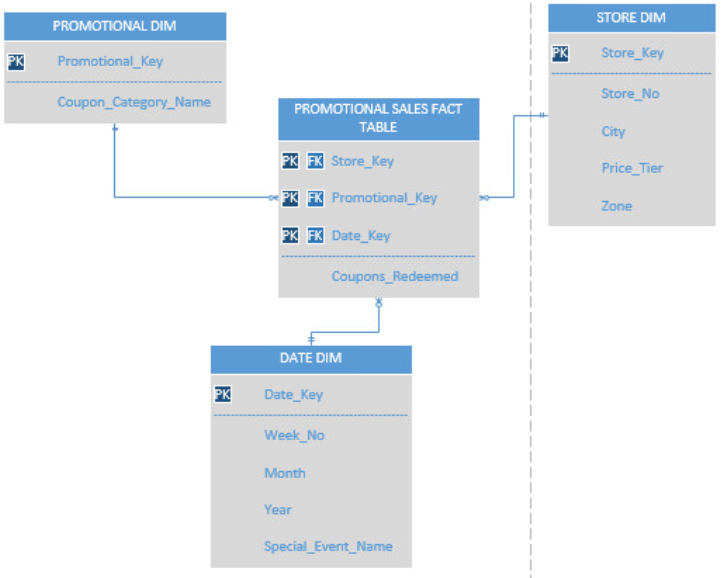 PROMOTIONAL DIM
PK Promotional_Key
Coupon_Category_Name
PROMOTIONAL SALES FACT
TABLE
PK FK Store_Key
PK FK Promotional_Key
PK FK Date_Key
Coupons_Redeemed
STORE DIM
PK Store_Key
Store_No
City
Price_Tier
Zone
DATE DIM
PK Date_Key
Week_No
Month
Year
Special_Event_Name